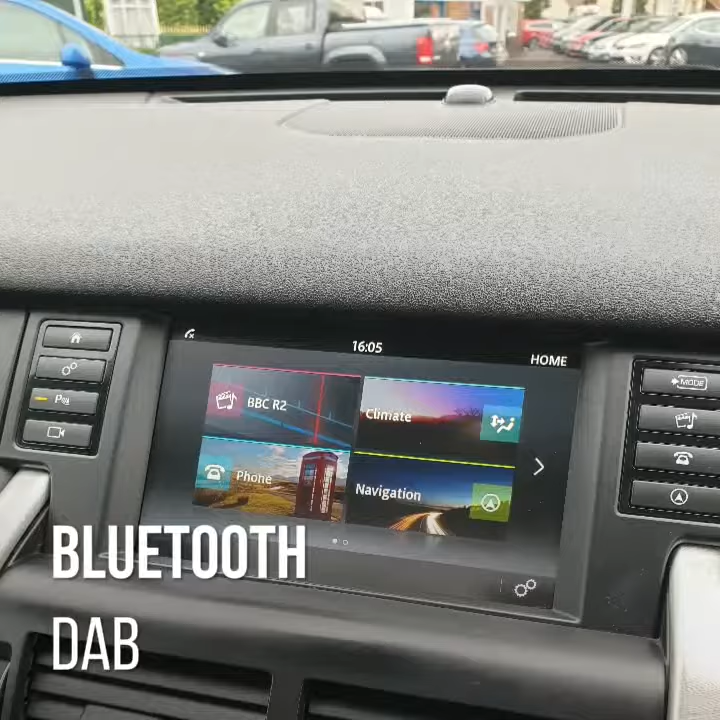 16:05
HOME
BBC R2
Climate
Phone
Navigation
MODE
BLUETOOTH
DAB